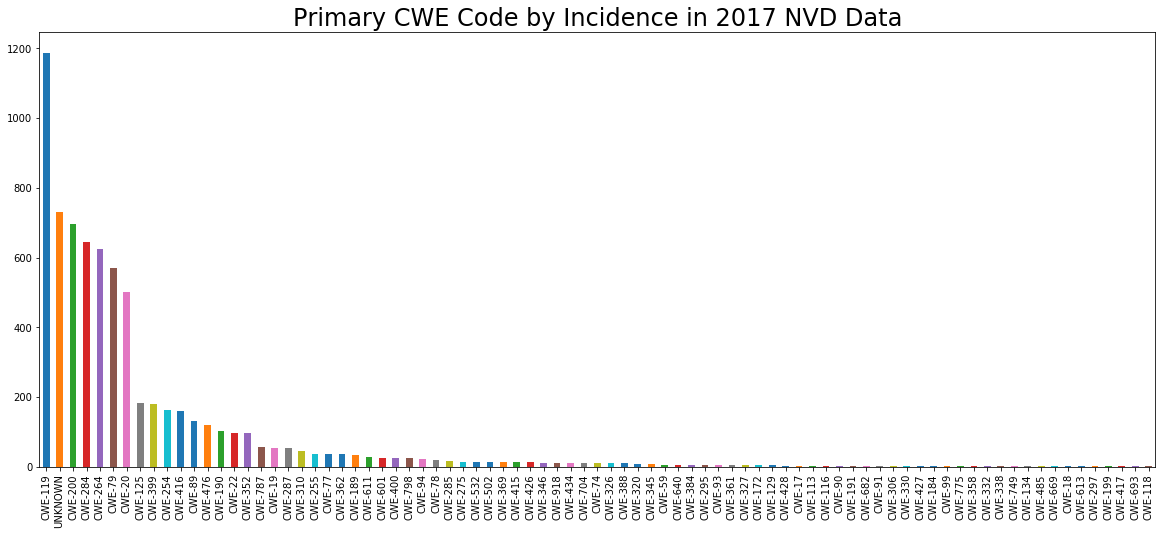 Primary CWE Code by Incidence in 2017 NVD Data
1200
1000
800
600
400
200
0
CWE-119
UNKNOWN
CWE-200
CWE-284
CWE-264
CWE-79
CWE-20
CWE-125
CWE-399
CWE-254
CWE-416
CWE-89
CWE-476
CWE-190
CWE-22
CWE-352
CWE-787
CWE-19
CWE-287
CWE-310
CWE-255
CWE-77
CWE-362
CWE-189
CWE-611
CWE-601
CWE-400
CWE-798
CWE-94
CWE-78
CWE-285
CWE-275
CWE-532
CWE-502
CWE-369
CWE-415
CWE-426
CWE-346
CWE-918
CWE-434
CWE-704
CWE-74
CWE-326
CWE-388
CWE-320
CWE-345
CWE-59
CWE-640
CWE-384
CWE-295
CWE-93
CWE-361
CWE-327
CWE-172
CWE-129
CWE-428
CWE-17
CWE-113
CWE-116
CWE-90
CWE-191
CWE-682
CWE-91
CWE-306
CWE-330
CWE-427
CWE-184
CWE-99
CWE-775
CWE-358
CWE-332
CWE-338
CWE-749
CWE-134
CWE-485
CWE-669
CWE-18
CWE-613
CWE-297
CWE-199
CWE-417
CWE-693
CWE-118